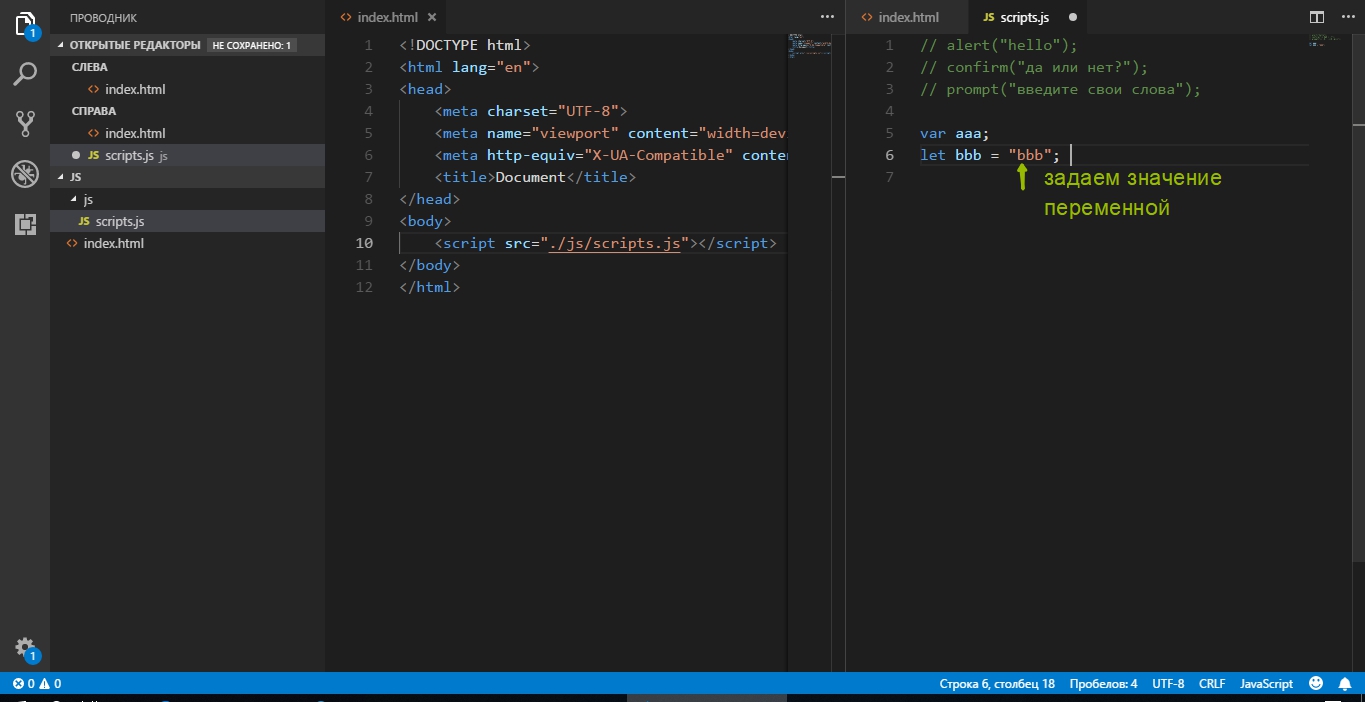 ПРОВОДНИК
ОТКРЫТЫЕ РЕДАКТОРЫ НЕ СОХРАНЕНО: 1
СЛЕВА
index.html
СПРАВА
index.html
JS scripts.js js
JS
js
JS scripts.js
index.html
1
1
<> index.html ×
1 <!DOCTYPE html>
2 <html lang="en">
3 <head>
4 <meta charset="UTF-8">
5 <meta name="viewport" content="width=dev
6 <meta http-equiv="X-UA-Compatible" conte
7 <title>Document</title>
8 </head>
9 <body>
10 <script src="./js/scripts.js"></script>
11 </body>
12 </html>
<> index.html JS scripts.js
1 // alert("hello");
2 // confirm("да или нет?");
3 // prompt("введите свои слова");
4
5 var aaa;
6 let bbb = "bbb";
7
задаем значение
переменной
0 0 Строка 6, столбец 18 Пробелов: 4 UTF-8 CRLF JavaScript